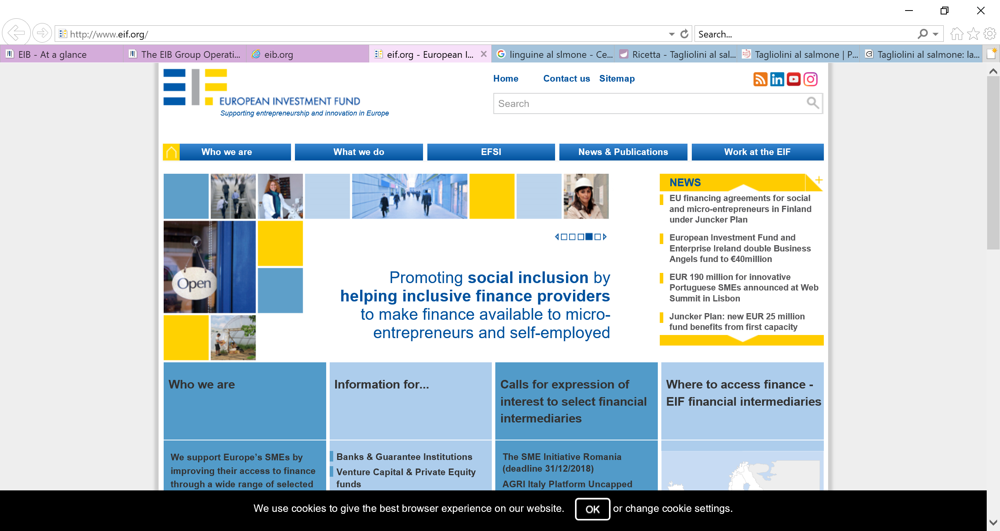 http://www.eif.org/
Search...
EIB - At a glance
The EIB Group Operati...
eib.org
eif.org - European I...
linguine al slmone - Ce...
Ricetta - Tagliolini al sal...
Tagliolini al salmone | P...
Tagliolini al salmone: la...
EIF
EUROPEAN INVESTMENT FUND
Supporting entrepreneurship and innovation in Europe
Home
Contact us
Sitemap
Search
Who we are
What we do
EFSI
News & Publications
Work at the EIF
Open
Promoting social inclusion by
helping inclusive finance providers
to make finance available to micro-
entrepreneurs and self-employed
NEWS
EU financing agreements for social
and micro-entrepreneurs in Finland
under Juncker Plan
European Investment Fund and
Enterprise Ireland double Business
Angels fund to €40million
EUR 190 million for innovative
Portuguese SMEs announced at Web
Summit in Lisbon
Juncker Plan: new EUR 25 million
fund benefits from first capacity
Who we are
We support Europe’s SMEs by
improving their access to finance
through a wide range of selected
Information for...
Banks & Guarantee Institutions
Venture Capital & Private Equity
funds
Calls for expression of
interest to select financial
intermediaries
The SME Initiative Romania
(deadline 31/12/2018)
AGRI Italy Platform Uncapped
Where to access finance -
EIF financial intermediaries
We use cookies to give the best browser experience on our website. OK or change cookie settings.